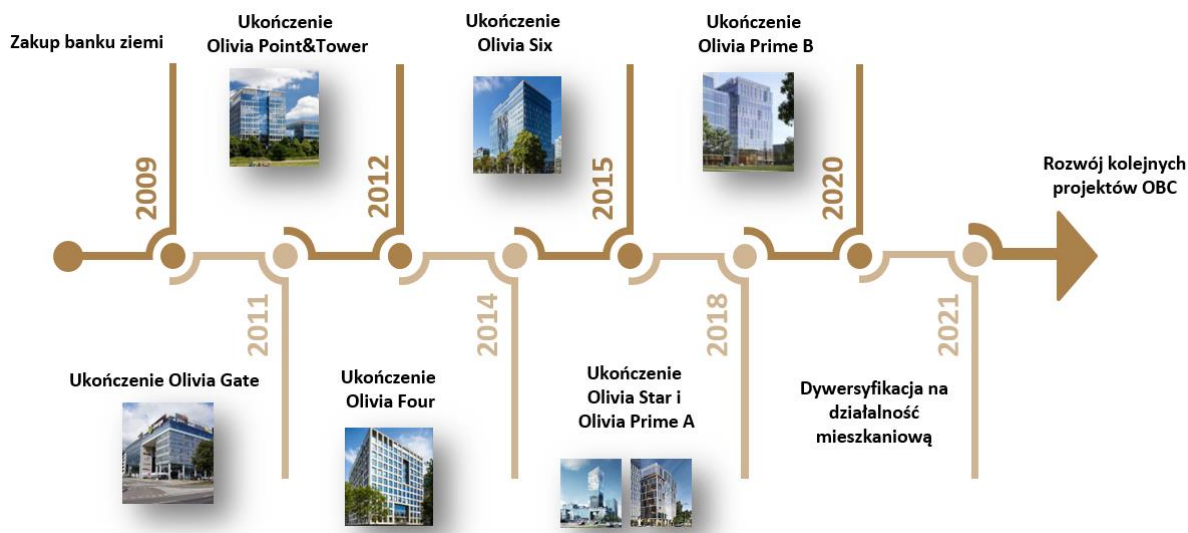 Zakup banku ziemi
2009
Ukończenie Olivia Gate
2011
Ukończenie
Olivia Point&Tower
2012
Ukończenie
Olivia Four
2014
Ukończenie
Olivia Six
2015
Ukończenie
Olivia Star i
Olivia Prime A
2018
Ukończenie
Olivia Prime B
2020
Dywersyfikacja na
działalność
mieszkaniową
2021
Rozwój kolejnych
projektów OBC